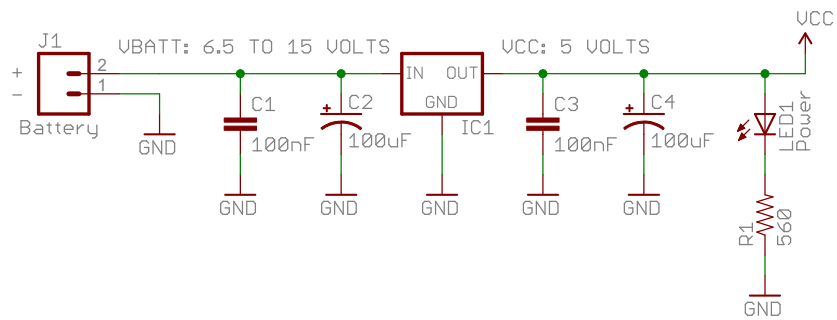 VCC
J1
VBATT: 6.5 TO 15 VOLTS
VCC: 5 VOLTS
+
2
-
1
Battery
GND
C1
100nF
GND
C2
100uF
GND
IN
OUT
GND
IC1
GND
C3
100nF
GND
C4
100uF
GND
LED1
Power
R1
560
GND